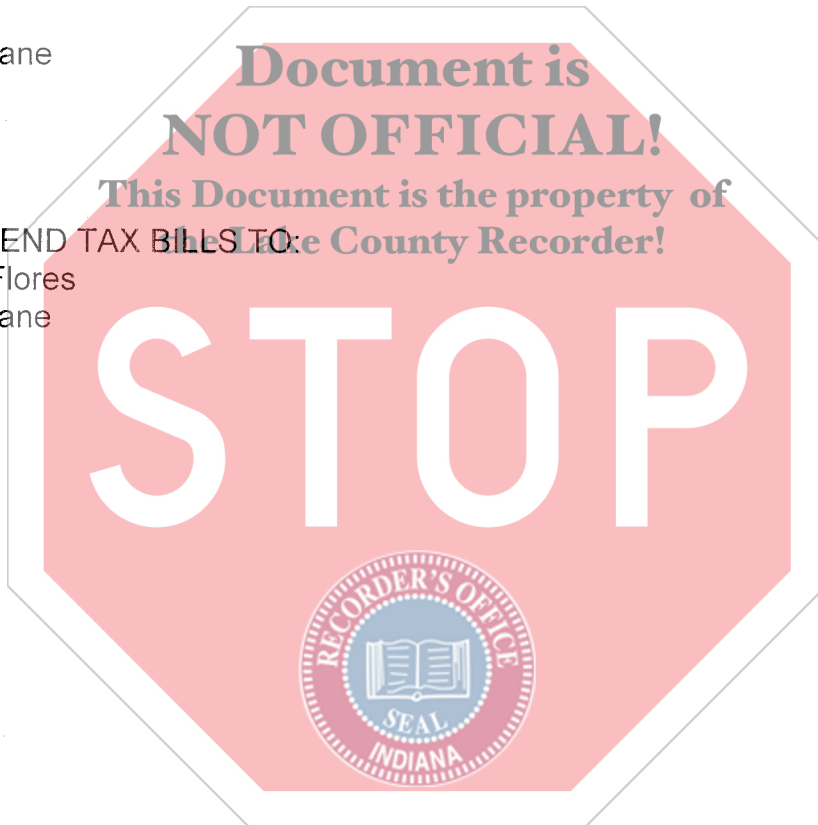 ane
Document is
NOT OFFICIAL!
This Document is the property of
the Lake County Recorder!
END TAX BILLS TO:
Flores
ane
STOP
RECORDER'S OFFICE
SEAL
INDIANA